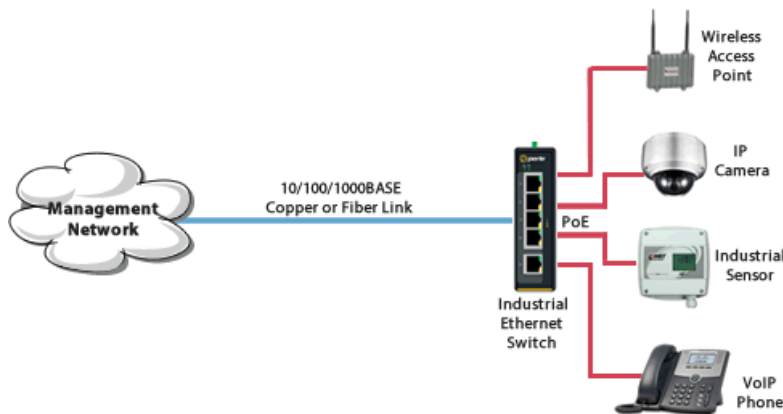 Wireless
Access
Point
IP
Camera
10/100/1000BASE
Copper or Fiber Link
Management
Network
perle
PoE
Industrial
Sensor
Industrial
Ethernet
Switch
VoIP
Phone